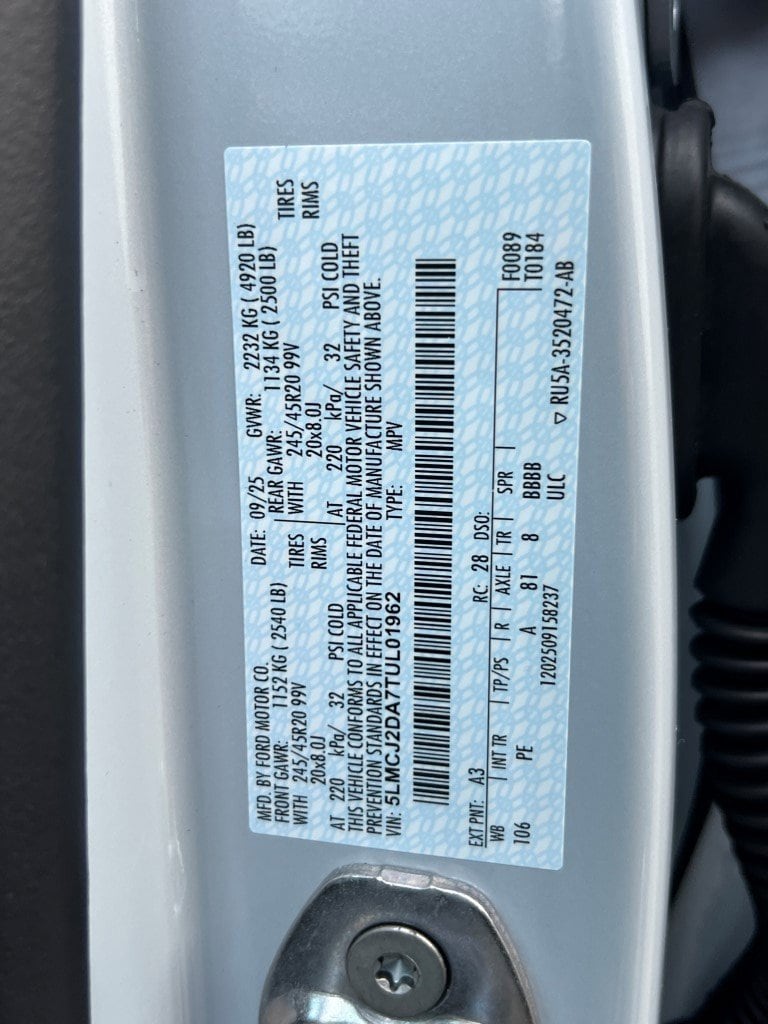 MFD. BY FORD MOTOR CO. DATE: 09/25 GVWR: 2232 KG ( 4920 LB)
FRONT GAWR: 1152 KG ( 2540 LB) REAR GAWR: 1134 KG ( 2500 LB)
WITH 245/45R20 99V TIRES WITH 245/45R20 99V TIRES
20x8.0J RIMS 20x8.0J RIMS
AT 220 kPa/ 32 PSI COLD AT 220 kPa/ 32 PSI COLD
THIS VEHICLE CONFORMS TO ALL APPLICABLE FEDERAL MOTOR VEHICLE SAFETY AND THEFT
PREVENTION STANDARDS IN EFFECT ON THE DATE OF MANUFACTURE SHOWN ABOVE.
VIN: 5LMCJ2DA7TUL01962 TYPE: MPV
EXT PNT: A3 RC: 28 DSO:
WB INT TR TP/PS R AXLE TR SPR F0089
106 PE A 81 8 BBBB T0184
1202509158237 ULC ▽ RU5A-3520472-AB